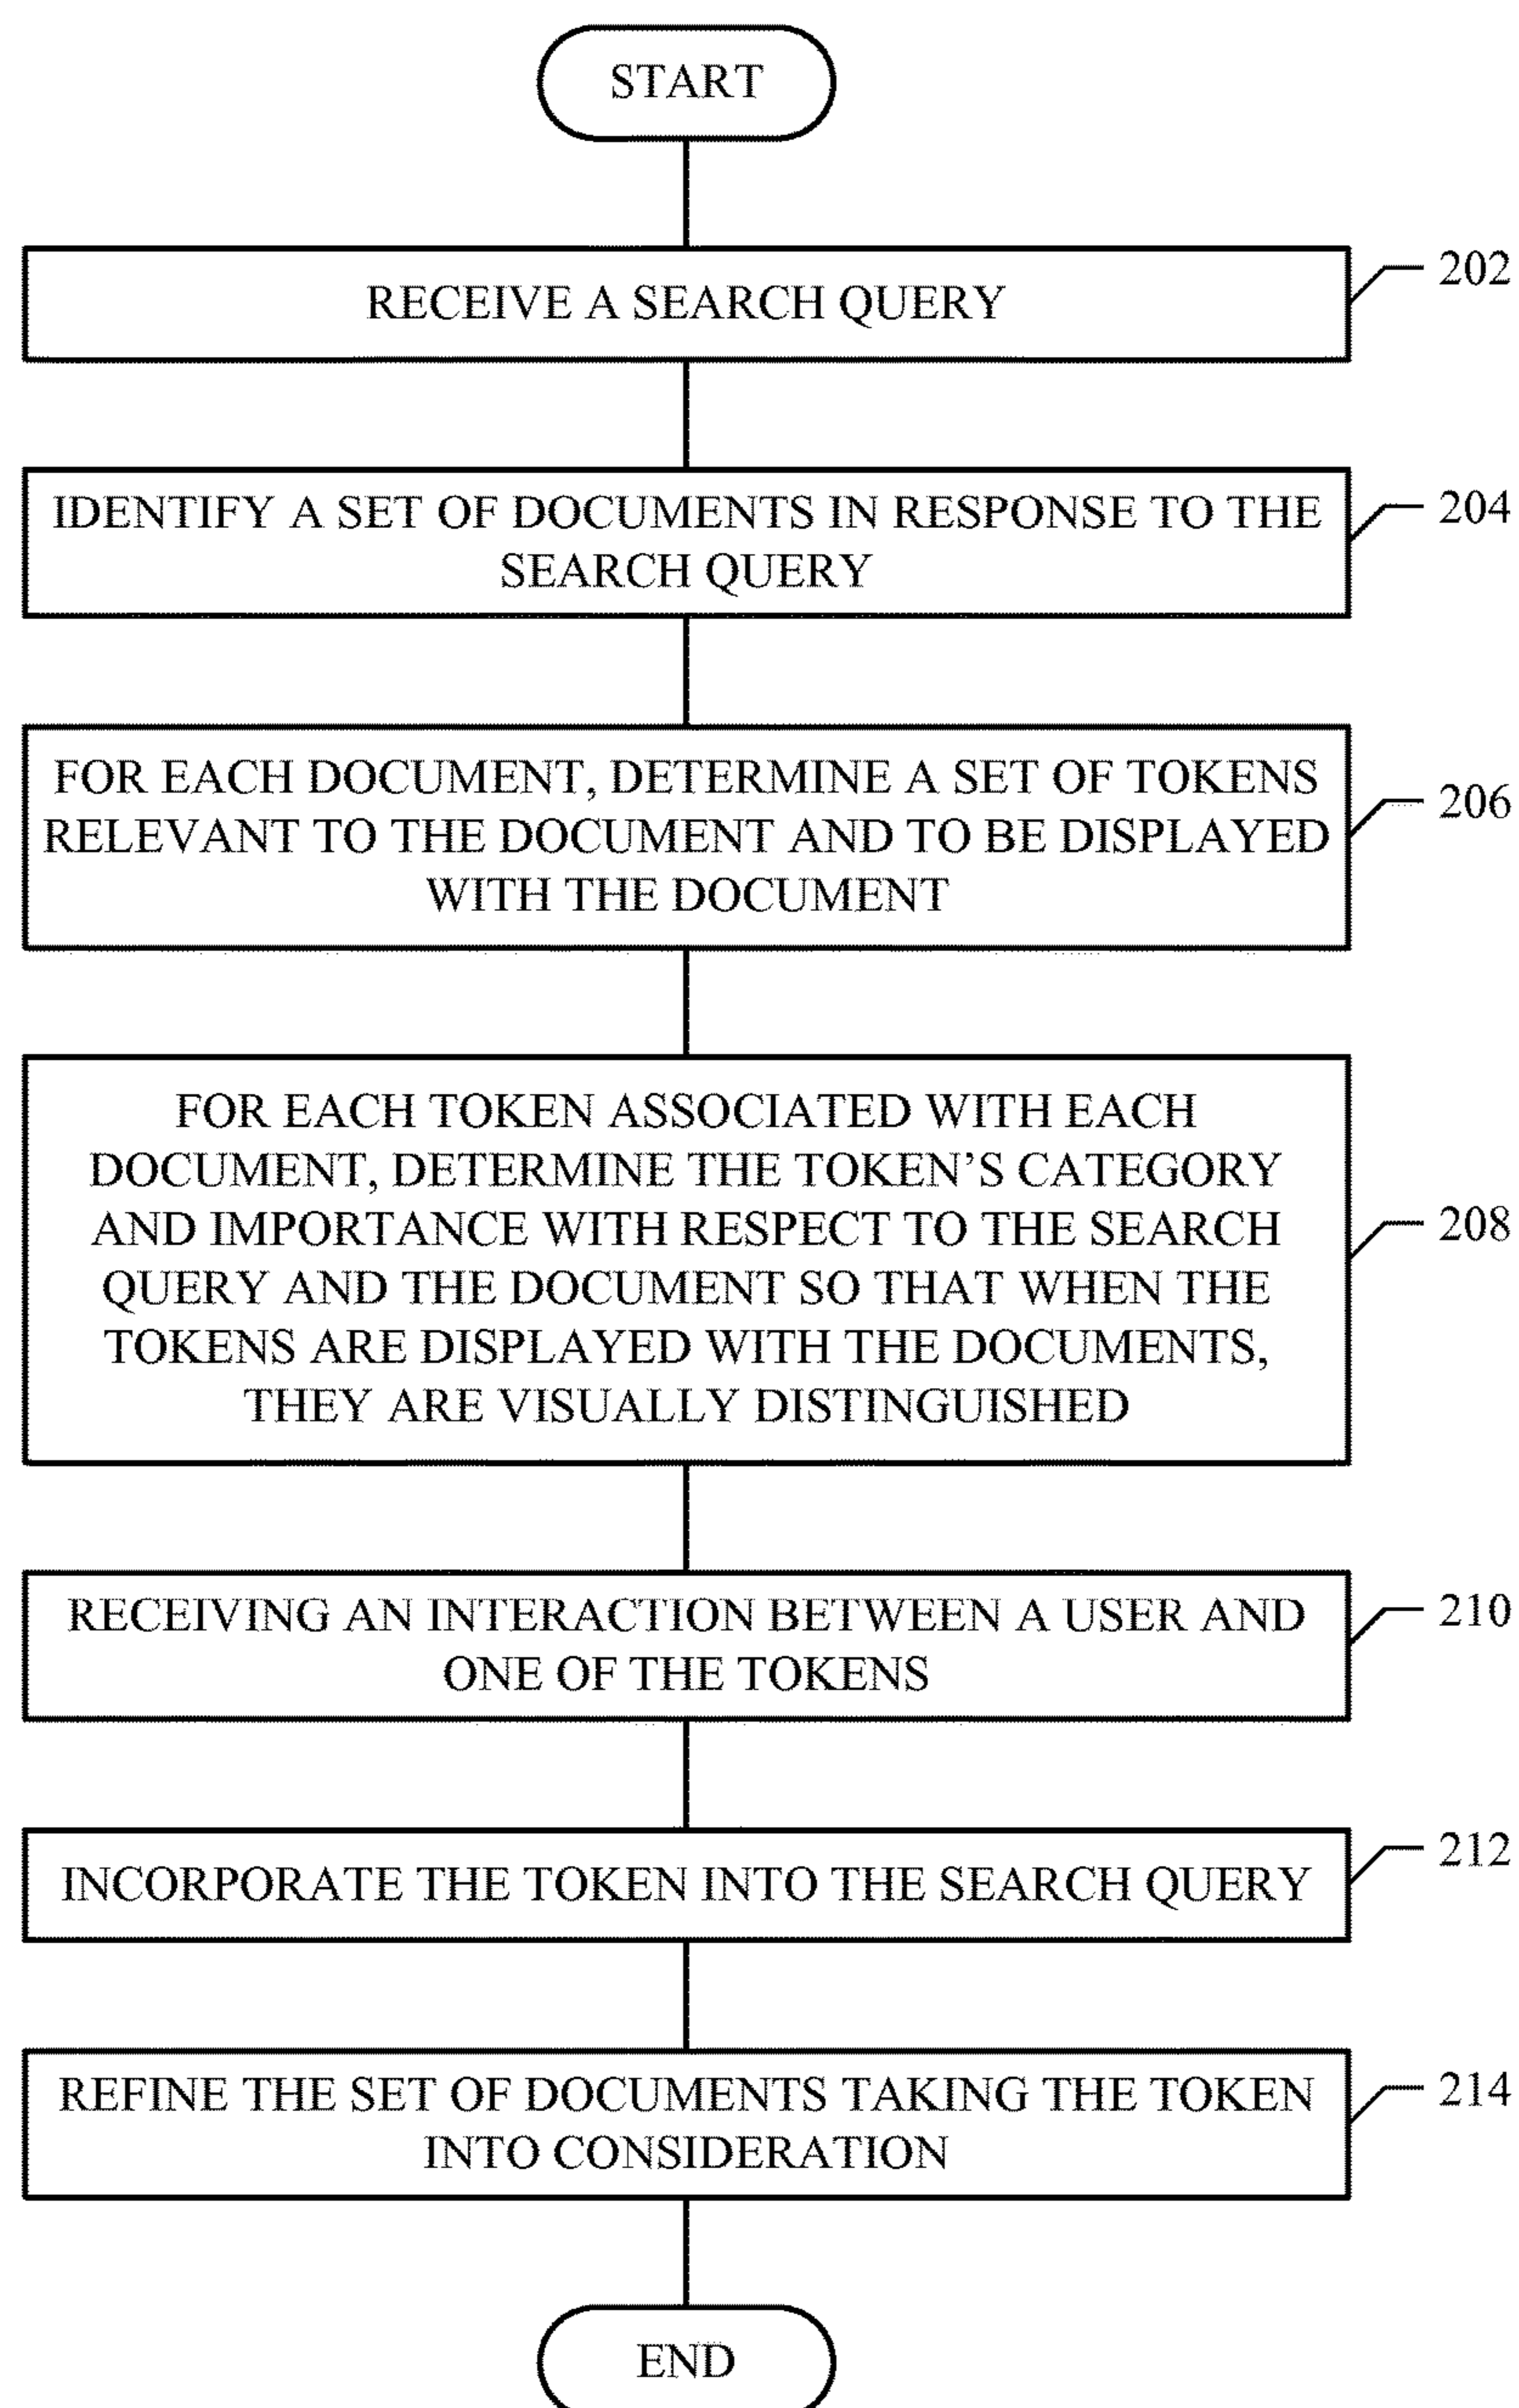 START
RECEIVE A SEARCH QUERY
202
IDENTIFY A SET OF DOCUMENTS IN RESPONSE TO THE
SEARCH QUERY
204
FOR EACH DOCUMENT, DETERMINE A SET OF TOKENS
RELEVANT TO THE DOCUMENT AND TO BE DISPLAYED
WITH THE DOCUMENT
206
FOR EACH TOKEN ASSOCIATED WITH EACH
DOCUMENT, DETERMINE THE TOKEN’S CATEGORY
AND IMPORTANCE WITH RESPECT TO THE SEARCH
QUERY AND THE DOCUMENT SO THAT WHEN THE
TOKENS ARE DISPLAYED WITH THE DOCUMENTS,
THEY ARE VISUALLY DISTINGUISHED
208
RECEIVING AN INTERACTION BETWEEN A USER AND
ONE OF THE TOKENS
210
INCORPORATE THE TOKEN INTO THE SEARCH QUERY
212
REFINE THE SET OF DOCUMENTS TAKING THE TOKEN
INTO CONSIDERATION
214
END